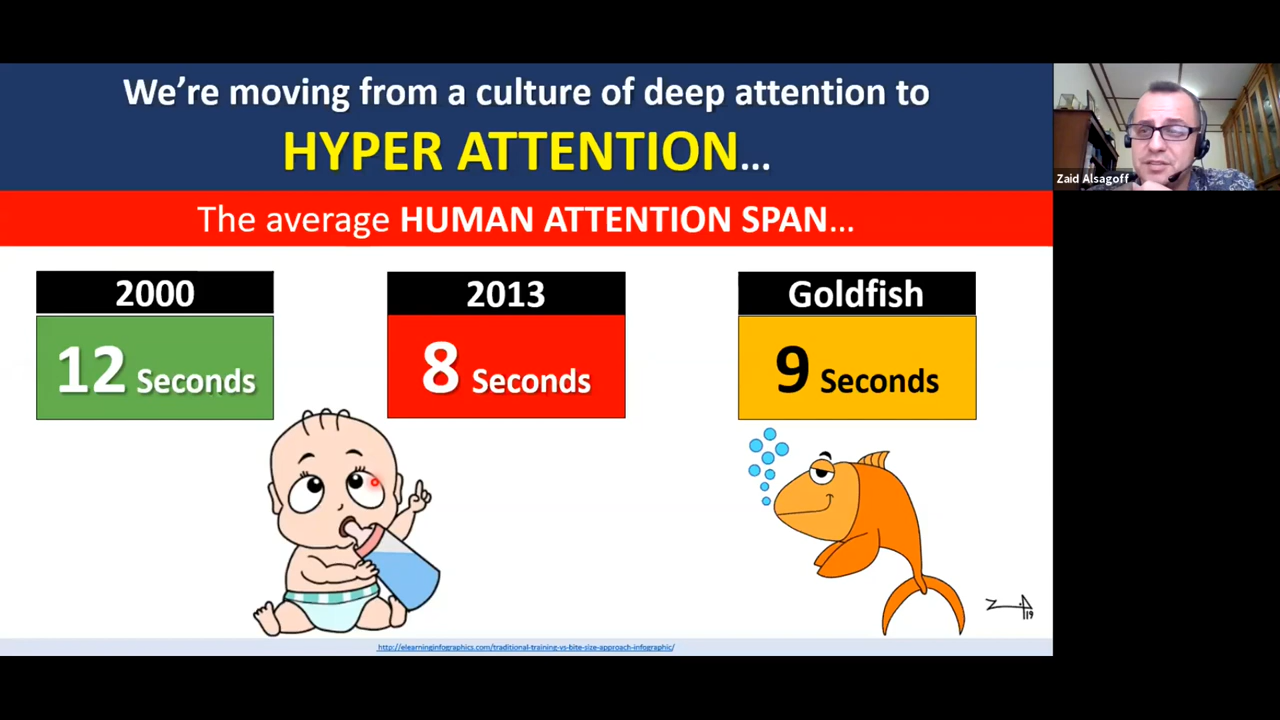 We're moving from a culture of deep attention to
HYPER ATTENTION...
The average HUMAN ATTENTION SPAN...
2000
12 Seconds
2013
8 Seconds
Goldfish
9 Seconds
http://elearninginfographics.com/traditional-training-vs-bite-size-approach-infographic/
Zaid Alsagoff